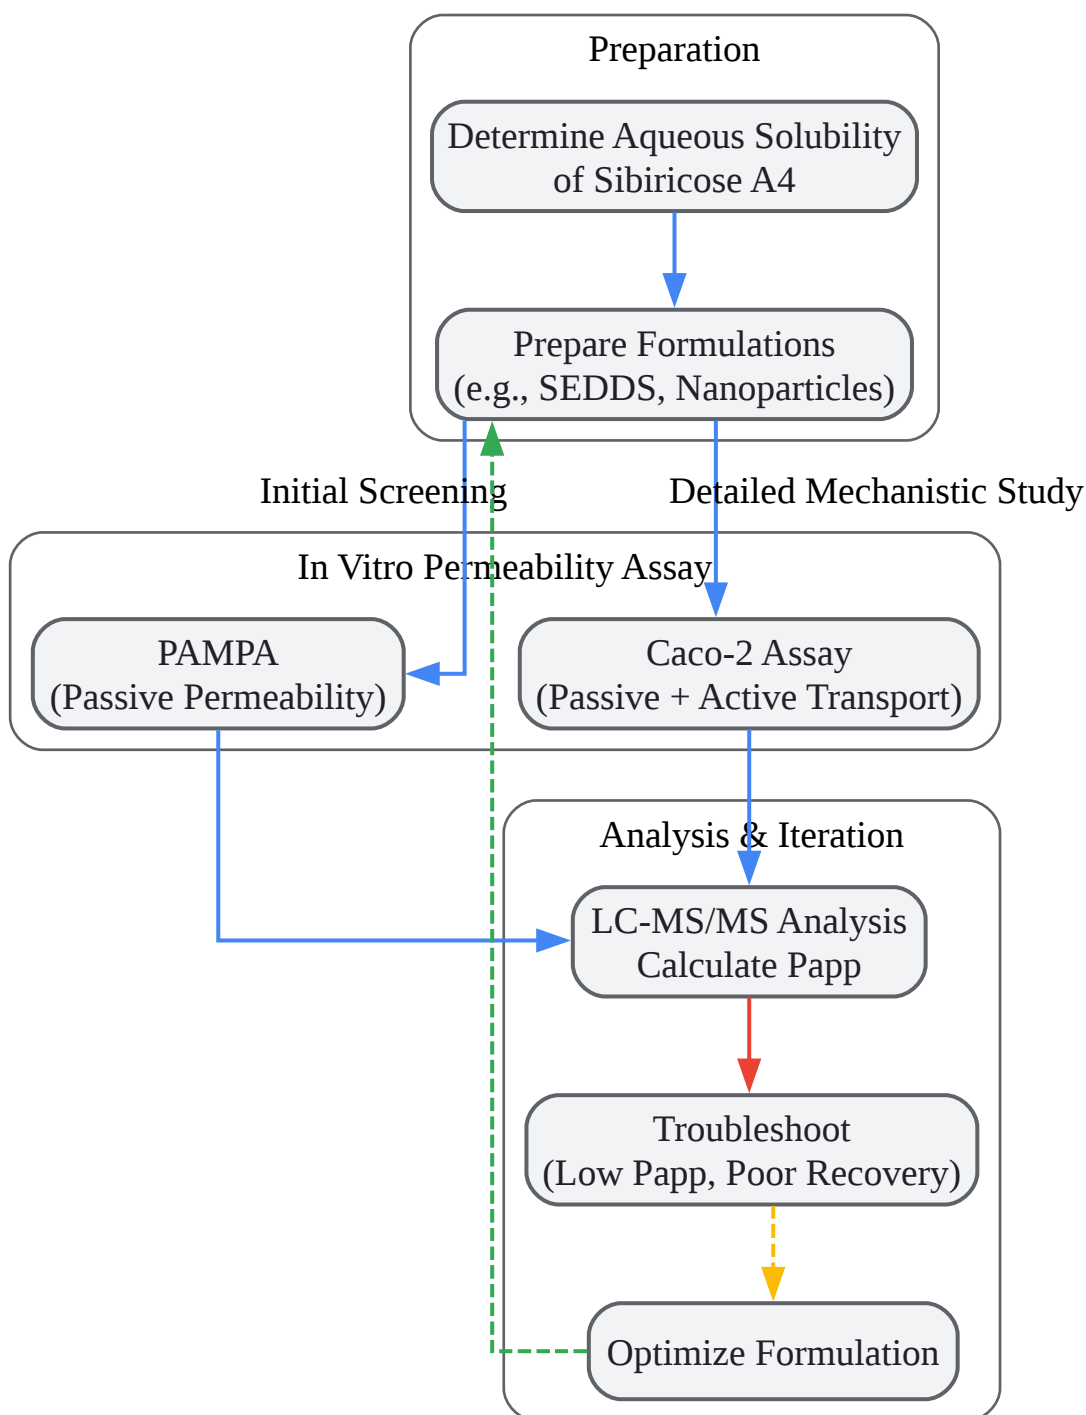 Preparation
Determine Aqueous Solubility
of Sibiricose A4
Prepare Formulations
(e.g., SEDDS, Nanoparticles)
Initial Screening
Detailed Mechanistic Study
In Vitro Permeability Assay
PAMPA
(Passive Permeability)
Caco-2 Assay
(Passive + Active Transport)
Analysis & Iteration
LC-MS/MS Analysis
Calculate Papp
Troubleshoot
(Low Papp, Poor Recovery)
Optimize Formulation